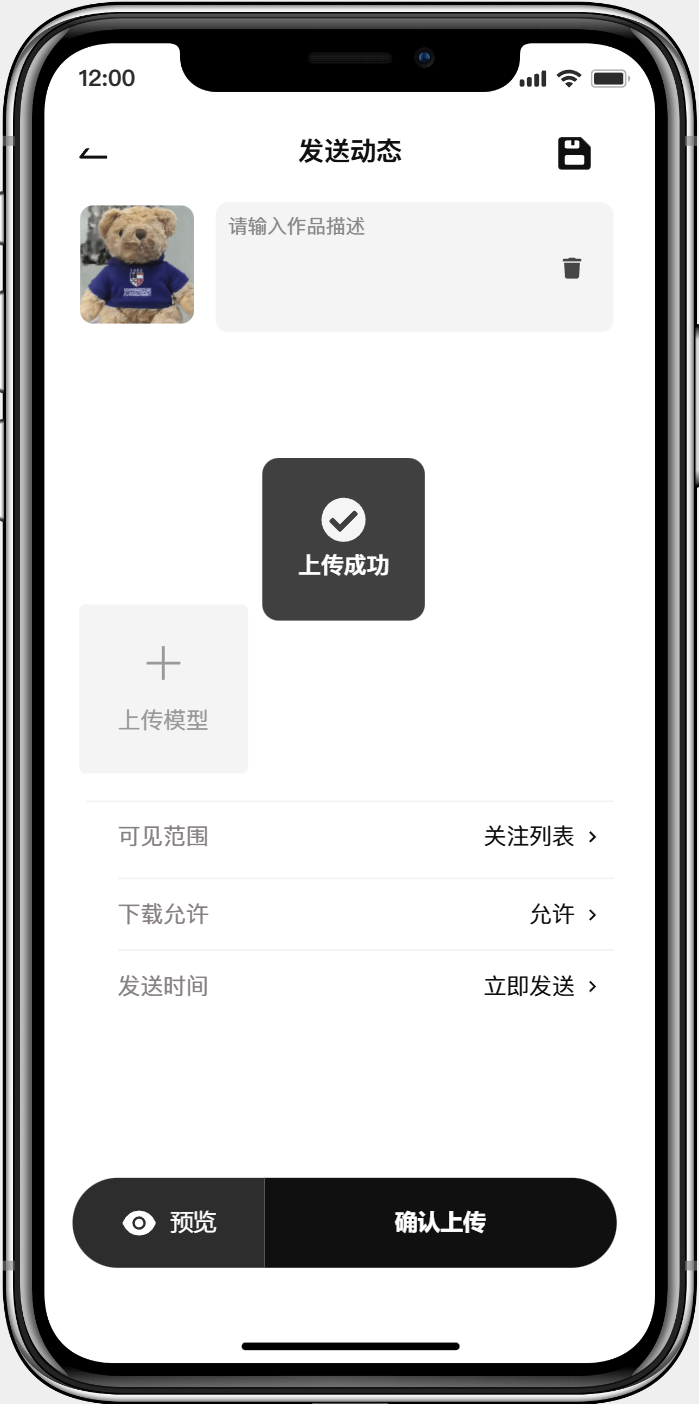 12:00
发送动态
请输入作品描述
上传成功
上传模型
可见范围 关注列表
下载允许 允许
发送时间 立即发送
预览 确认上传